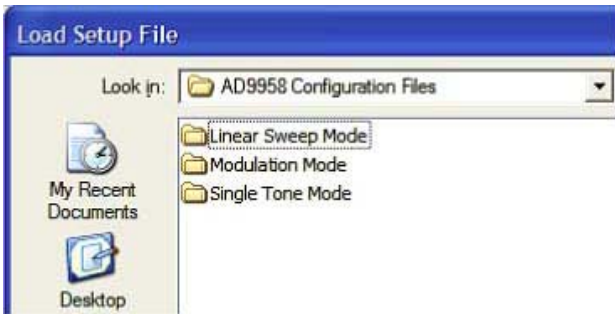 Load Setup File
Look in: AD9958 Configuration Files
Linear Sweep Mode
Modulation Mode
Single Tone Mode
My Recent
Documents
Desktop